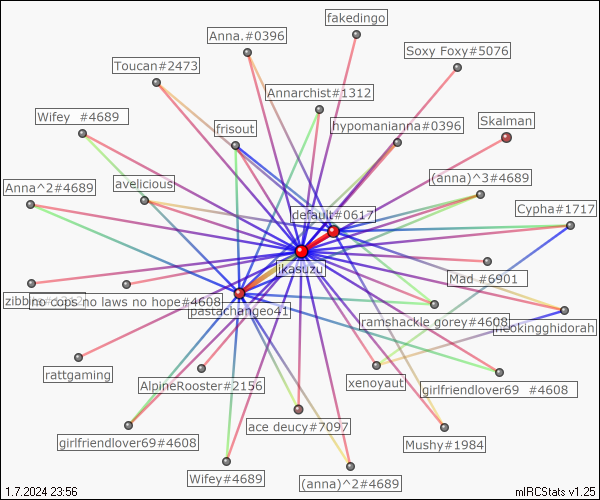 fakedingo
Anna.#0396
Soxy Foxy#5076
Toucan#2473
Annarchist#1312
Wifey #4689
Skalman
frisout
hypomanianna#0396
(anna)^3#4689
avelicious
Anna^2#4689
Cypha#1717
default#0617
jkasuzu
Mad #6901
zibbi
no cops no laws no hope#4608
pastachangeo41
ramshackle gorey#4608
neokingghidorah
rattgaming
AlpineRooster#2156
xenoyaut
girlfriendlover69 #4608
ace deucy#7097
girlfriendlover69#4608
Mushy#1984
Wifey#4689
(anna)^2#4689
1.7.2024 23:56
mIRCStats v1.25